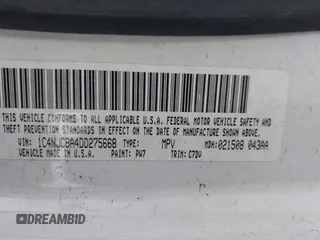 THIS VEHICLE CONFORMS TO ALL APPLICABLE U.S.A. FEDERAL MOTOR VEHICLE SAFETY AND
THEFT PREVENTION STANDARDS IN EFFECT ON THE DATE OF MANUFACTURE SHOWN ABOVE.
VIN: 1C4NJCBA4DD275668 TYPE: MPV MDH: 021508 043AA
VEHICLE MADE IN U.S.A. PAINT: PW7 TRIM: C7DV
DREAMBID